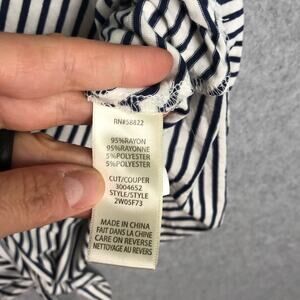 RN#58822
95%RAYON
95%RAYONNE
5%POLYESTER
5%POLYESTER
CUT/COUPER
3004652
STYLE/STYLE
2W05F73
MADE IN CHINA
FAIT DANS LA CHINE
CARE ON REVERSE
NETTOYAGE AU REVERS